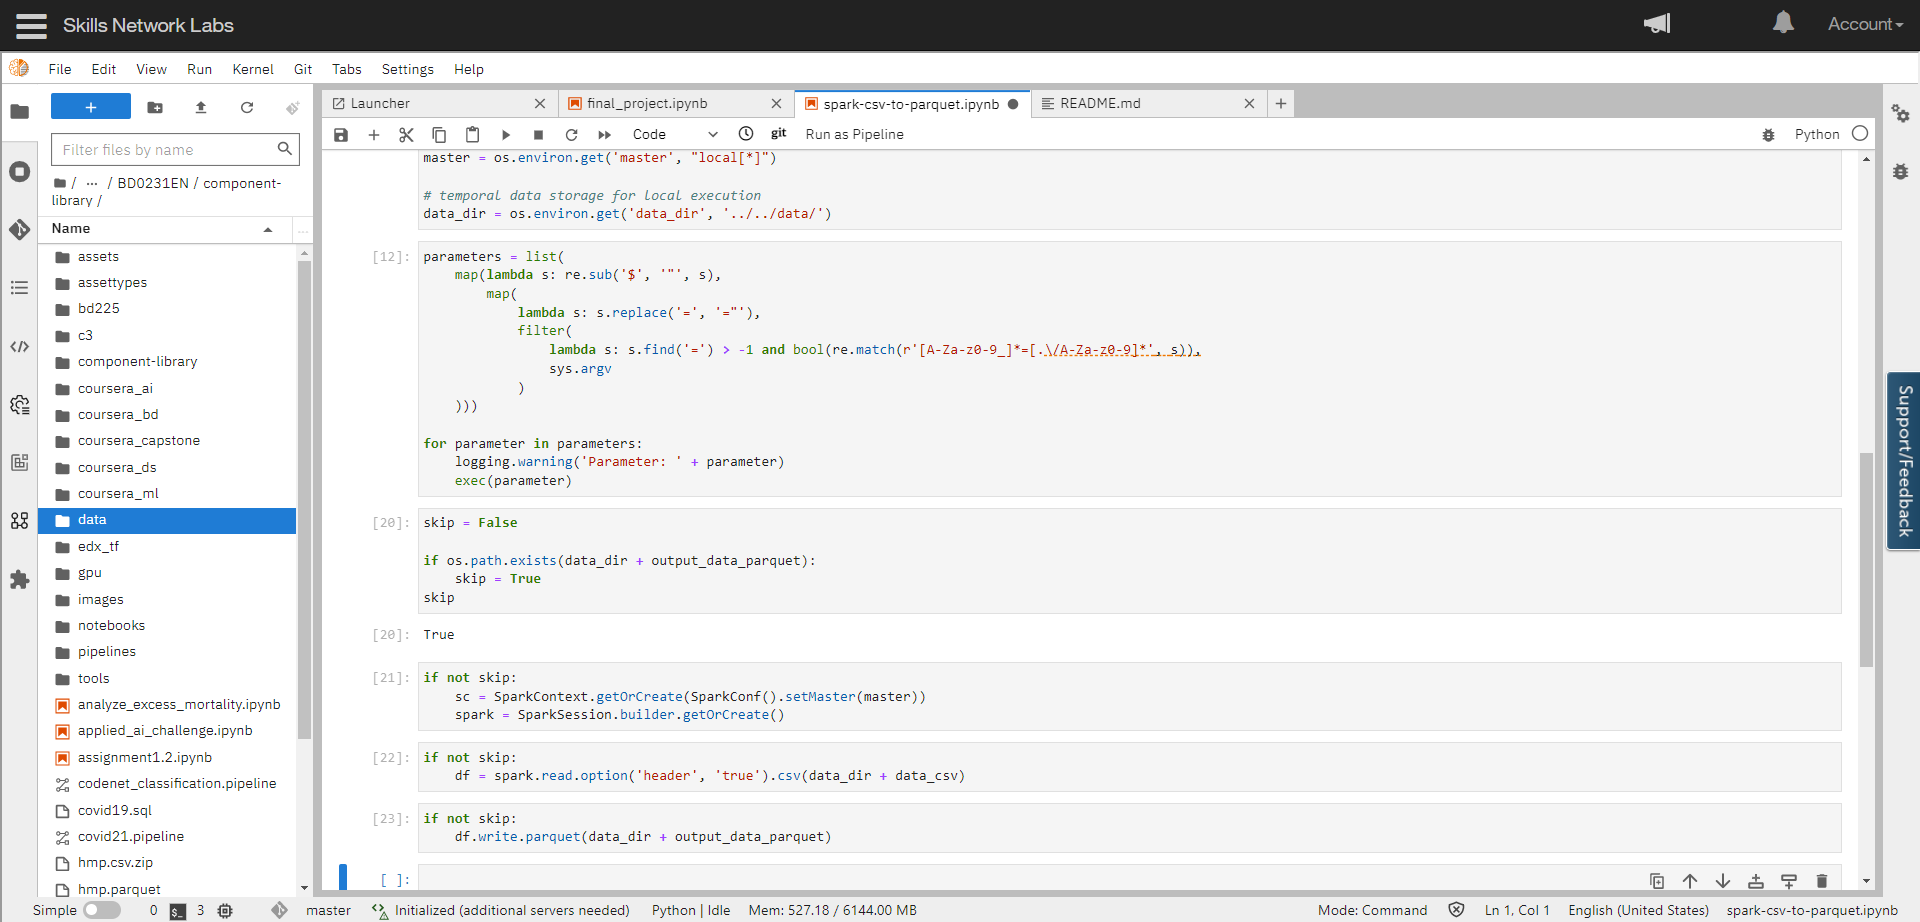 Skills Network Labs
Account
File Edit View Run Kernel Git Tabs Settings Help
+
Filter files by name
/ ··· / BD0231EN / component-
library /
Name
...
assets
assettypes
bd225
c3
component-library
coursera_ai
coursera_bd
coursera_capstone
coursera_ds
coursera_ml
data
edx_tf
gpu
images
notebooks
pipelines
tools
analyze_excess_mortality.ipynb
applied_ai_challenge.ipynb
assignment1.2.ipynb
codenet_classification.pipeline
covid19.sql
covid21.pipeline
hmp.csv.zip
hmp.parquet
Launcher
final_project.ipynb
spark-csv-to-parquet.ipynb
README.md
Code
git
Run as Pipeline
Python
master = os.environ.get('master', "local[*]")
# temporal data storage for local execution
data_dir = os.environ.get('data_dir', '../../data/')
[12]:
parameters = list(
    map(lambda s: re.sub('$', '"', s),
        map(
            lambda s: s.replace('=', '="'),
            filter(
                lambda s: s.find('=') > -1 and bool(re.match(r'[A-Za-z0-9_]*=[.\/A-Za-z0-9]*', s)),
                sys.argv
            )
    )))
for parameter in parameters:
    logging.warning('Parameter: ' + parameter)
    exec(parameter)
[20]:
skip = False
if os.path.exists(data_dir + output_data_parquet):
    skip = True
skip
[20]: True
[21]:
if not skip:
    sc = SparkContext.getOrCreate(SparkConf().setMaster(master))
    spark = SparkSession.builder.getOrCreate()
[22]:
if not skip:
    df = spark.read.option('header', 'true').csv(data_dir + data_csv)
[23]:
if not skip:
    df.write.parquet(data_dir + output_data_parquet)
[ ]:
Support/Feedback
Simple 0 $_ 3 master Initialized (additional servers needed) Python | Idle Mem: 527.18 / 6144.00 MB Mode: Command Ln 1, Col 1 English (United States) spark-csv-to-parquet.ipynb